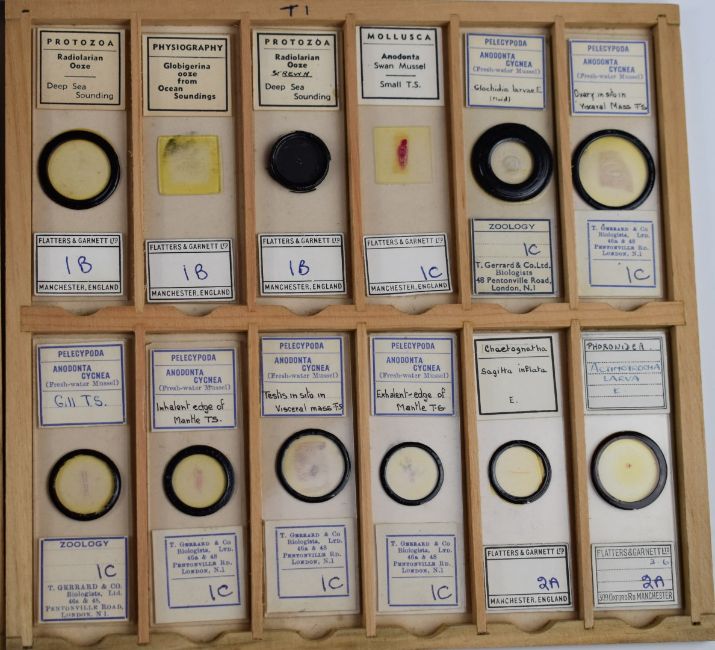 T1
PROTOZOA
Radiolarian
Ooze
Deep Sea
Sounding
FLATTERS & GARNETT LTD
1B
MANCHESTER, ENGLAND
PHYSIOGRAPHY
Globigerina
ooze
from
Ocean
Soundings
FLATTERS & GARNETT LTD
1B
MANCHESTER, ENGLAND
PROTOZOA
Radiolarian
Ooze
STREWN
Deep Sea
Sounding
FLATTERS & GARNETT LTD
1B
MANCHESTER, ENGLAND
MOLLUSCA
Anodonta
Swan Mussel
Small T.S.
FLATTERS & GARNETT LTD
1C
MANCHESTER, ENGLAND
PELECYPODA
ANODONTA
CYGNEA
(Fresh-water Mussel)
Glochidia larvae. E
ZOOLOGY
1C
T. Gerrard & Co. Ltd.
Biologists
48 Pentonville Road,
London, N.1
PELECYPODA
ANODONTA
CYGNEA
(Fresh-water Mussel)
Ovary in situ in
Visceral Mass T.S
T. GERRARD & CO
Biologists, LTD.
46a & 48
PENTONVILLE RD.
LONDON, N.1
1C
PELECYPODA
ANODONTA
CYGNEA
(Fresh-water Mussel)
Gill T.S.
ZOOLOGY
1C
T. GERRARD & CO.
Biologists, Ltd.
46a & 48,
PENTONVILLE ROAD,
LONDON, N.1
PELECYPODA
ANODONTA
CYGNEA
(Fresh-water Mussel)
Inhalent edge of
Mantle TS.
T. GERRARD & CO
Biologists, LTD.
46a & 48
PENTONVILLE RD.
LONDON, N.1
1C
PELECYPODA
ANODONTA
CYGNEA
(Fresh-water Mussel)
Testis in situ in
Visceral mass T.S
T. GERRARD & CO
Biologists, LTD.
46a & 48
PENTONVILLE RD.
LONDON, N.1
1C
PELECYPODA
ANODONTA
CYGNEA
(Fresh-water Mussel)
Exhalent-edge of
Mantle T.S
T. GERRARD & CO
Biologists, LTD.
46a & 48
PENTONVILLE RD.
LONDON, N.1
1C
Chaetognatha
Sagitta inflata
E.
FLATTERS & GARNETT LTD
2A
MANCHESTER, ENGLAND
PHORONIDEA.
ACTINOTROCHA
LARVA
E
FLATTERS & GARNETT LTD
2A
309 OXFORD RD MANCHESTER